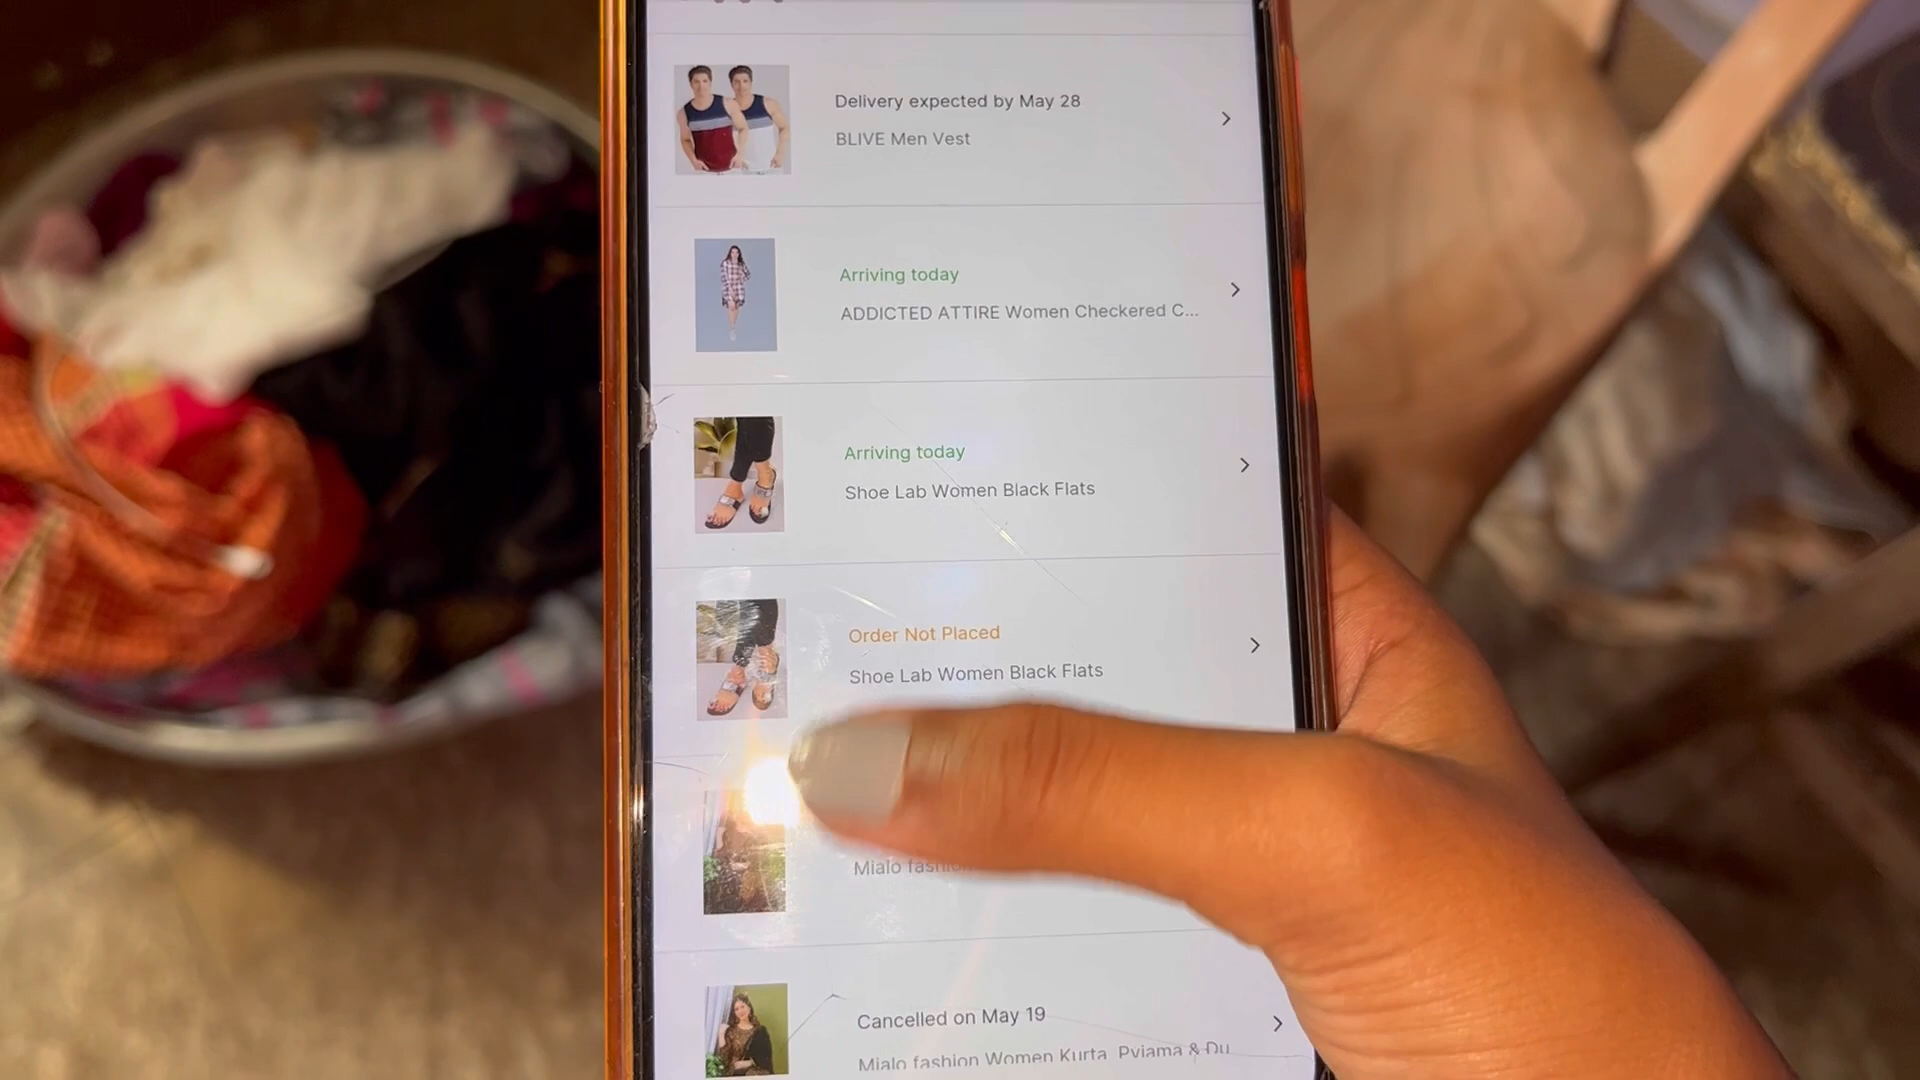 Delivery expected by May 28
BLIVE Men Vest
Arriving today
ADDICTED ATTIRE Women Checkered C...
Arriving today
Shoe Lab Women Black Flats
Order Not Placed
Shoe Lab Women Black Flats
Mialo fashion
Cancelled on May 19
Mialo fashion Women Kurta, Pyjama & Du